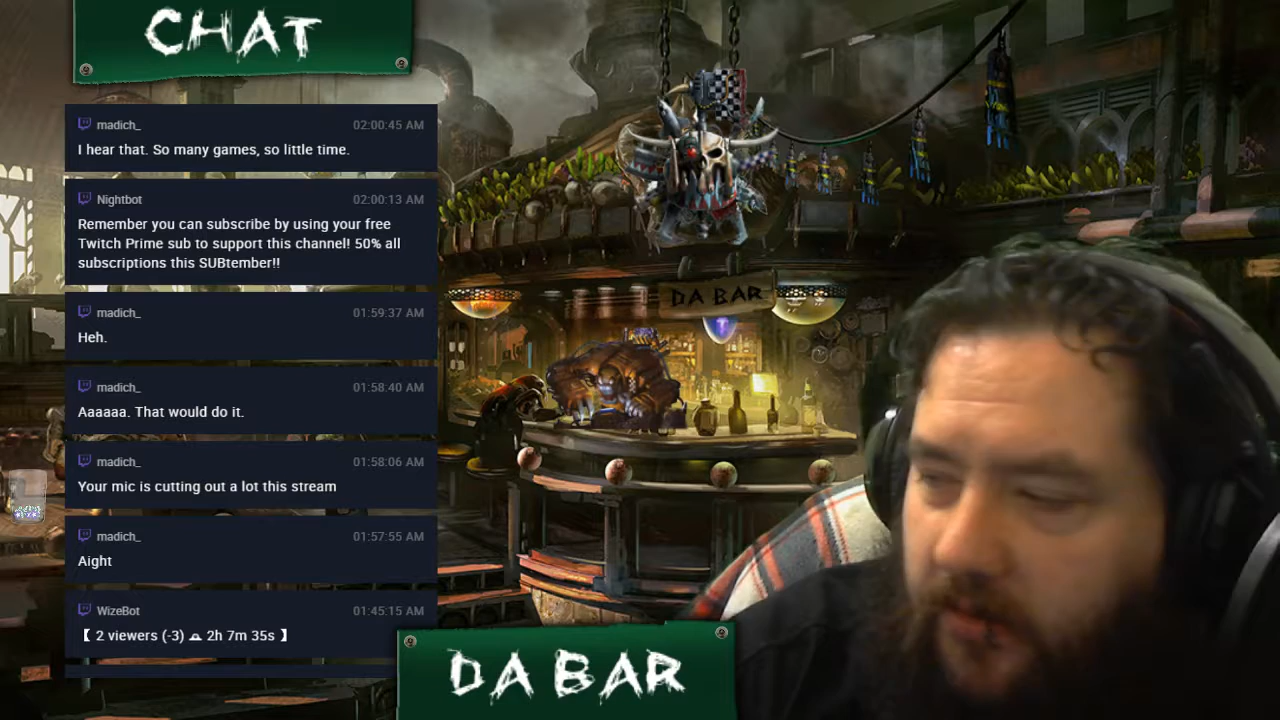 CHAT
madich_ 02:00:45 AM
I hear that. So many games, so little time.
Nightbot 02:00:13 AM
Remember you can subscribe by using your free
Twitch Prime sub to support this channel! 50% all
subscriptions this SUBtember!!
madich_ 01:59:37 AM
Heh.
madich_ 01:58:40 AM
Aaaaaa. That would do it.
madich_ 01:58:06 AM
Your mic is cutting out a lot this stream
madich_ 01:57:55 AM
Aight
WizeBot 01:45:15 AM
【 2 viewers (-3) 🕭 2h 7m 35s 】
DA BAR
DA BAR